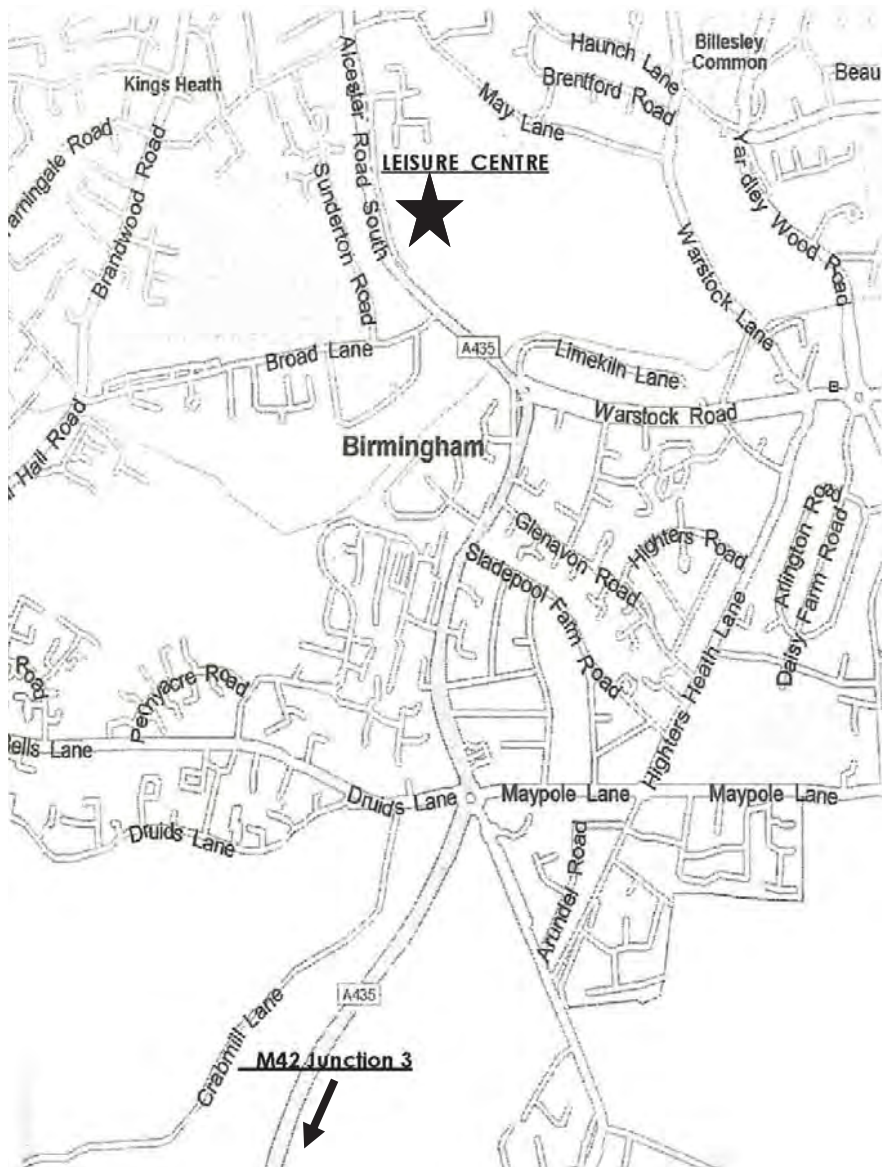 Alcester Road South
Haunch Lane
Billesley
Common
Brentford Road
Beau
Kings Heath
May Lane
Yardley Wood Road
Brandwood Road
LEISURE CENTRE
Sunderton Road
Warstock Lane
A435
Broad Lane
Limekiln Lane
Warstock Road
Birmingham
Hall Road
Glenavon Road
Highters Road
Arlington Road
Sladepool Farm Road
Daisy Farm Road
Road
Pennyacre Road
Highters Heath Lane
Bells Lane
Druids Lane
Maypole Lane
Maypole Lane
Druids Lane
Arundel Road
A435
Crabmill Lane
M42 Junction 3